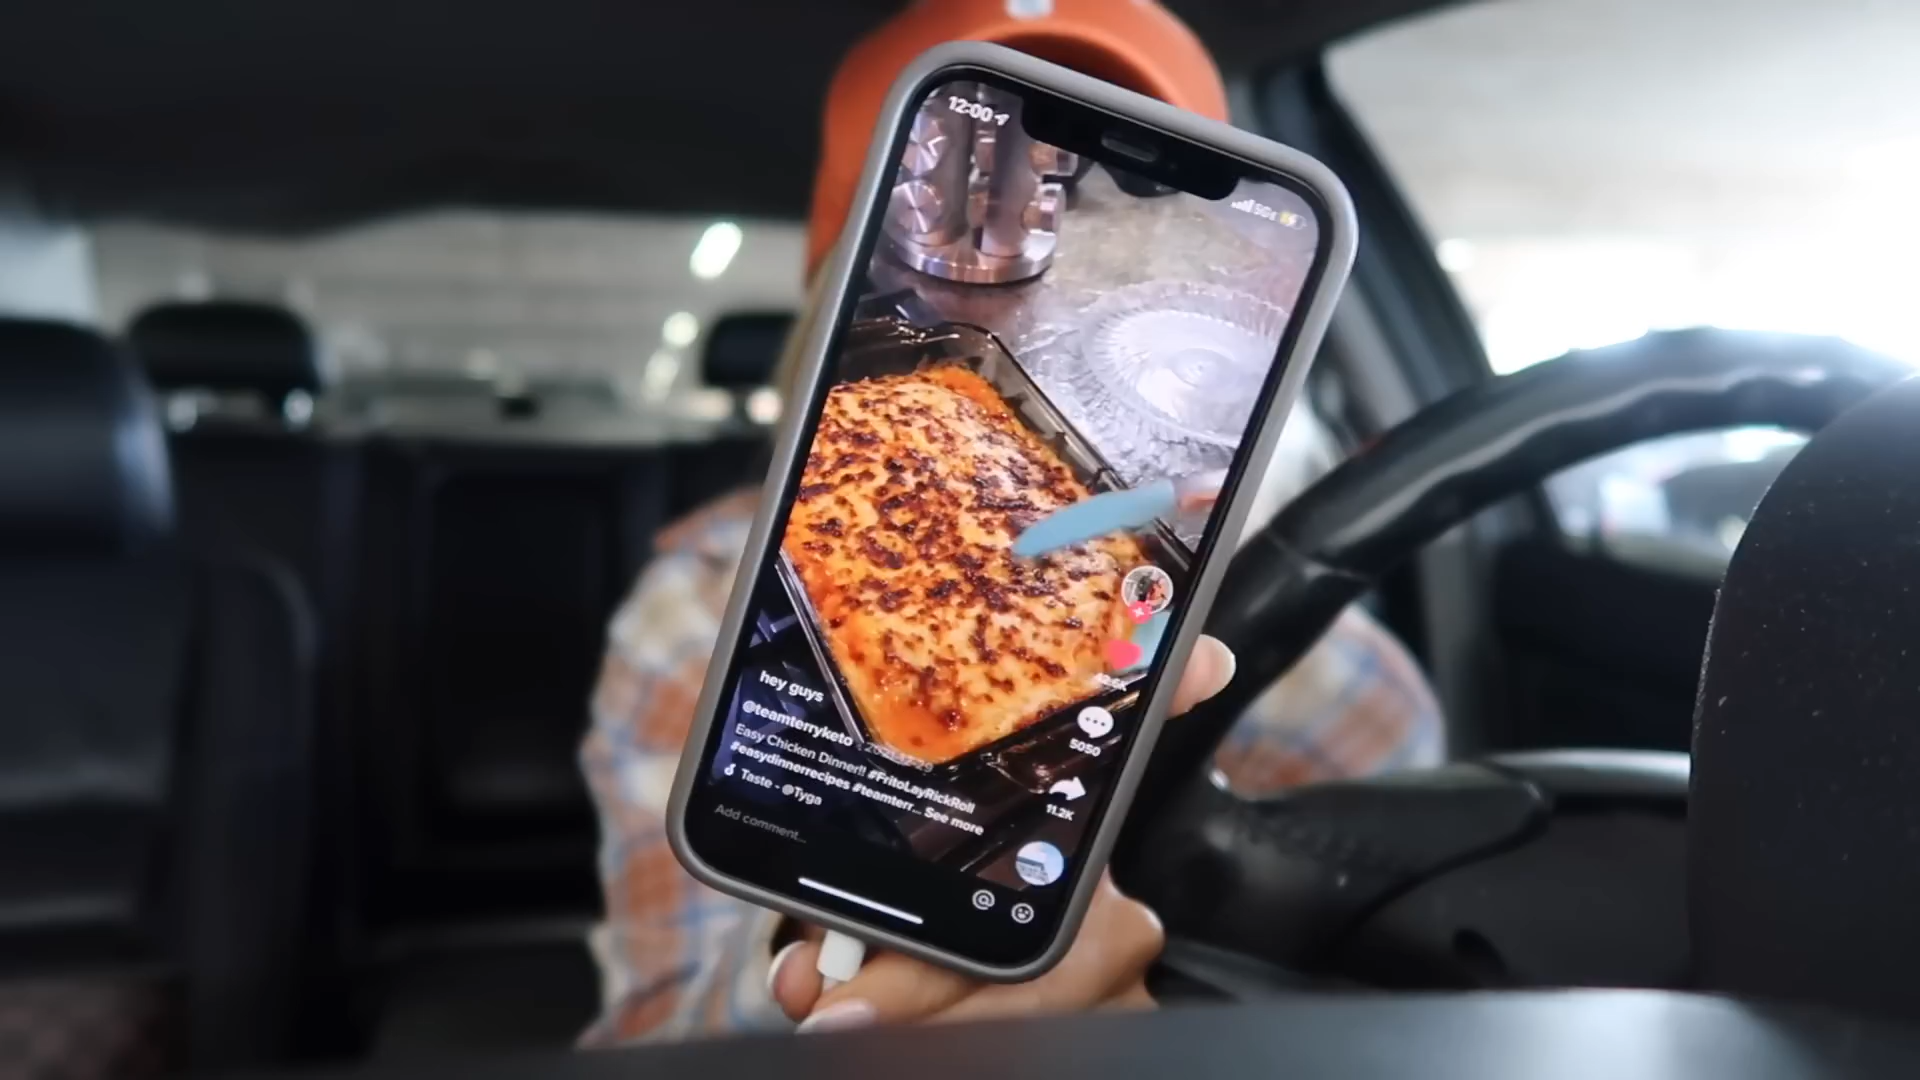 12:00
hey guys
@teamterryketo
Easy Chicken Dinner!! #FritoLayRickRoll
#easydinnerrecipes #teamterr... See more
Taste - @Tyga
Add comment...
5050
11.2K